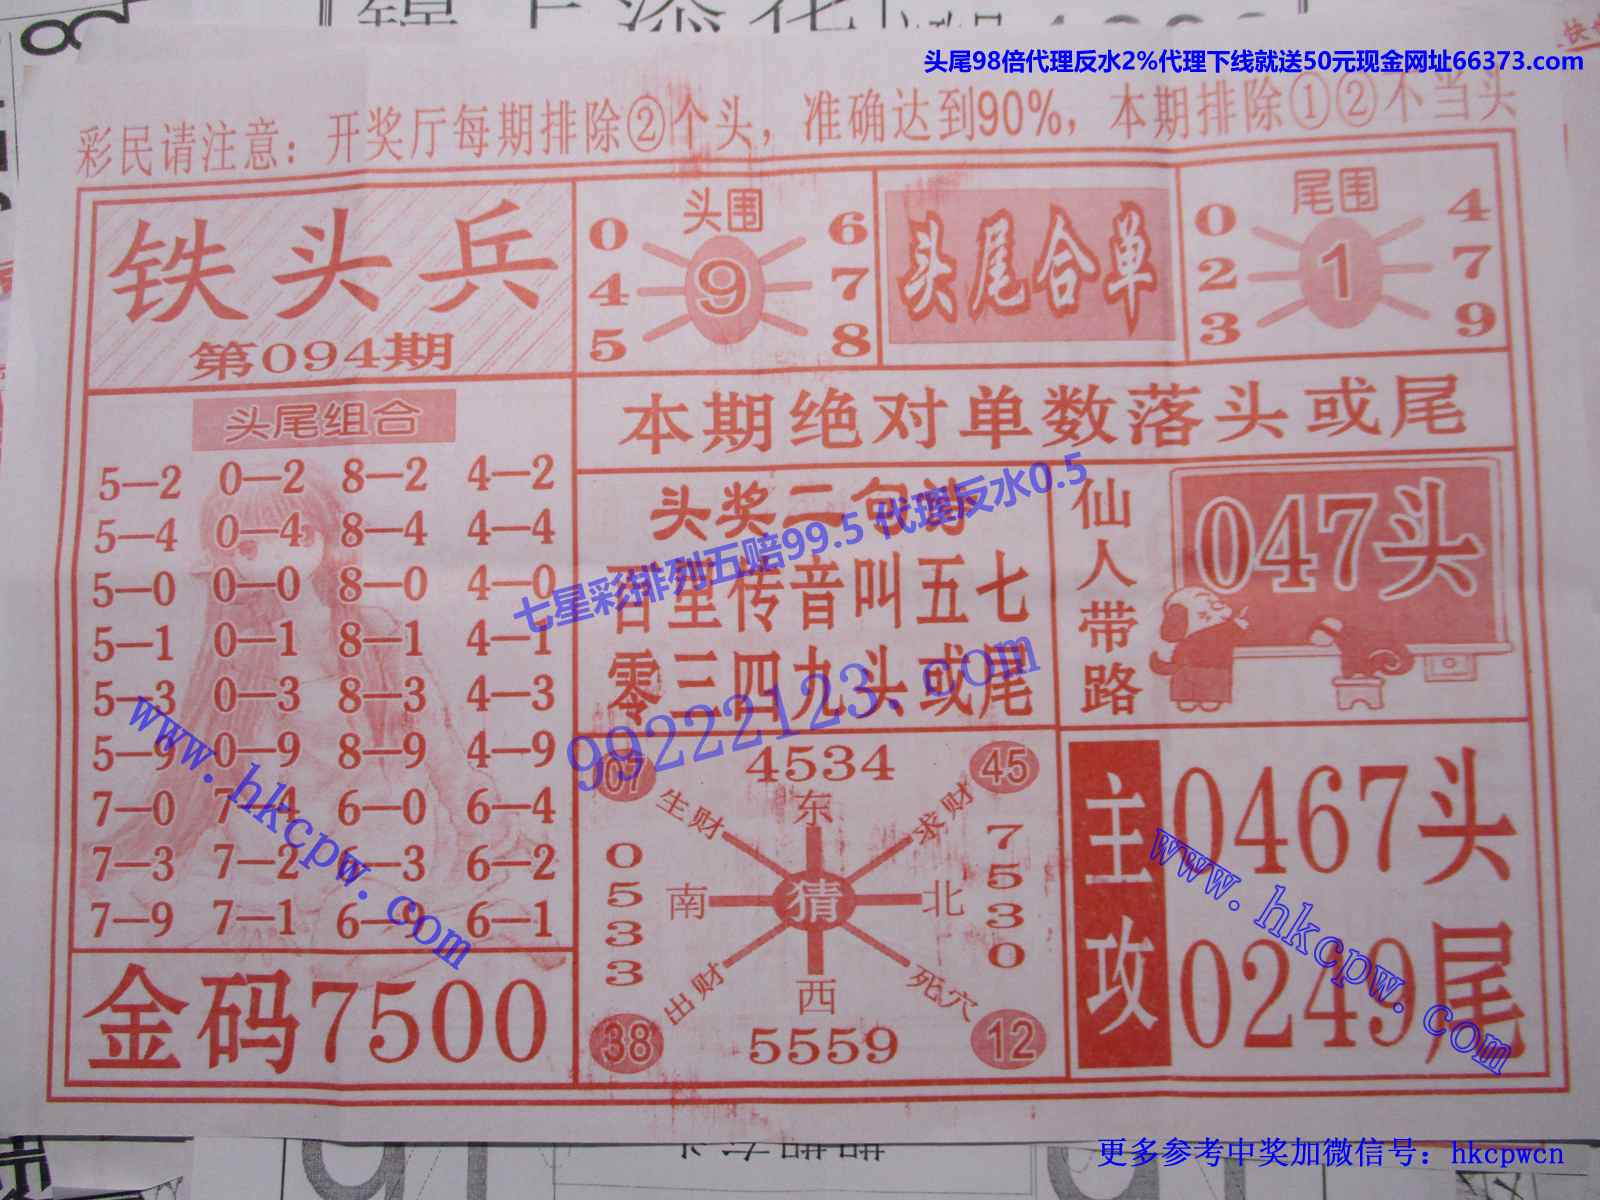 头尾98倍代理反水2%代理下线就送50元现金网址66373.com
彩民请注意：开奖厅每期排除②个头，准确达到90%，本期排除①②不当头
铁头兵
第094期
头围
0 6
4 9 7
5 8
头尾合单
尾围
0 4
2 1 7
3 9
头尾组合
5—2 0—2 8—2 4—2
5—4 0—4 8—4 4—4
5—0 0—0 8—0 4—0
5—1 0—1 8—1 4—1
5—3 0—3 8—3 4—3
5—9 0—9 8—9 4—9
7—0 7—4 6—0 6—4
7—3 7—2 6—3 6—2
7—9 7—1 6—9 6—1
金码7500
本期绝对单数落头或尾
头奖二句
百里传音叫五七
零三四九头或尾
七星彩排列五赔99.5 代理反水0.5
99222123.com
仙人带路
047头
07 4534 45
生财 东 求财
0533 南 猜 北 7530
出财 西 死穴
38 5559 12
主攻
0467头
0249尾
www.hkcpw.com
www.hkcpw.com
更多参考中奖加微信号：hkcpwcn